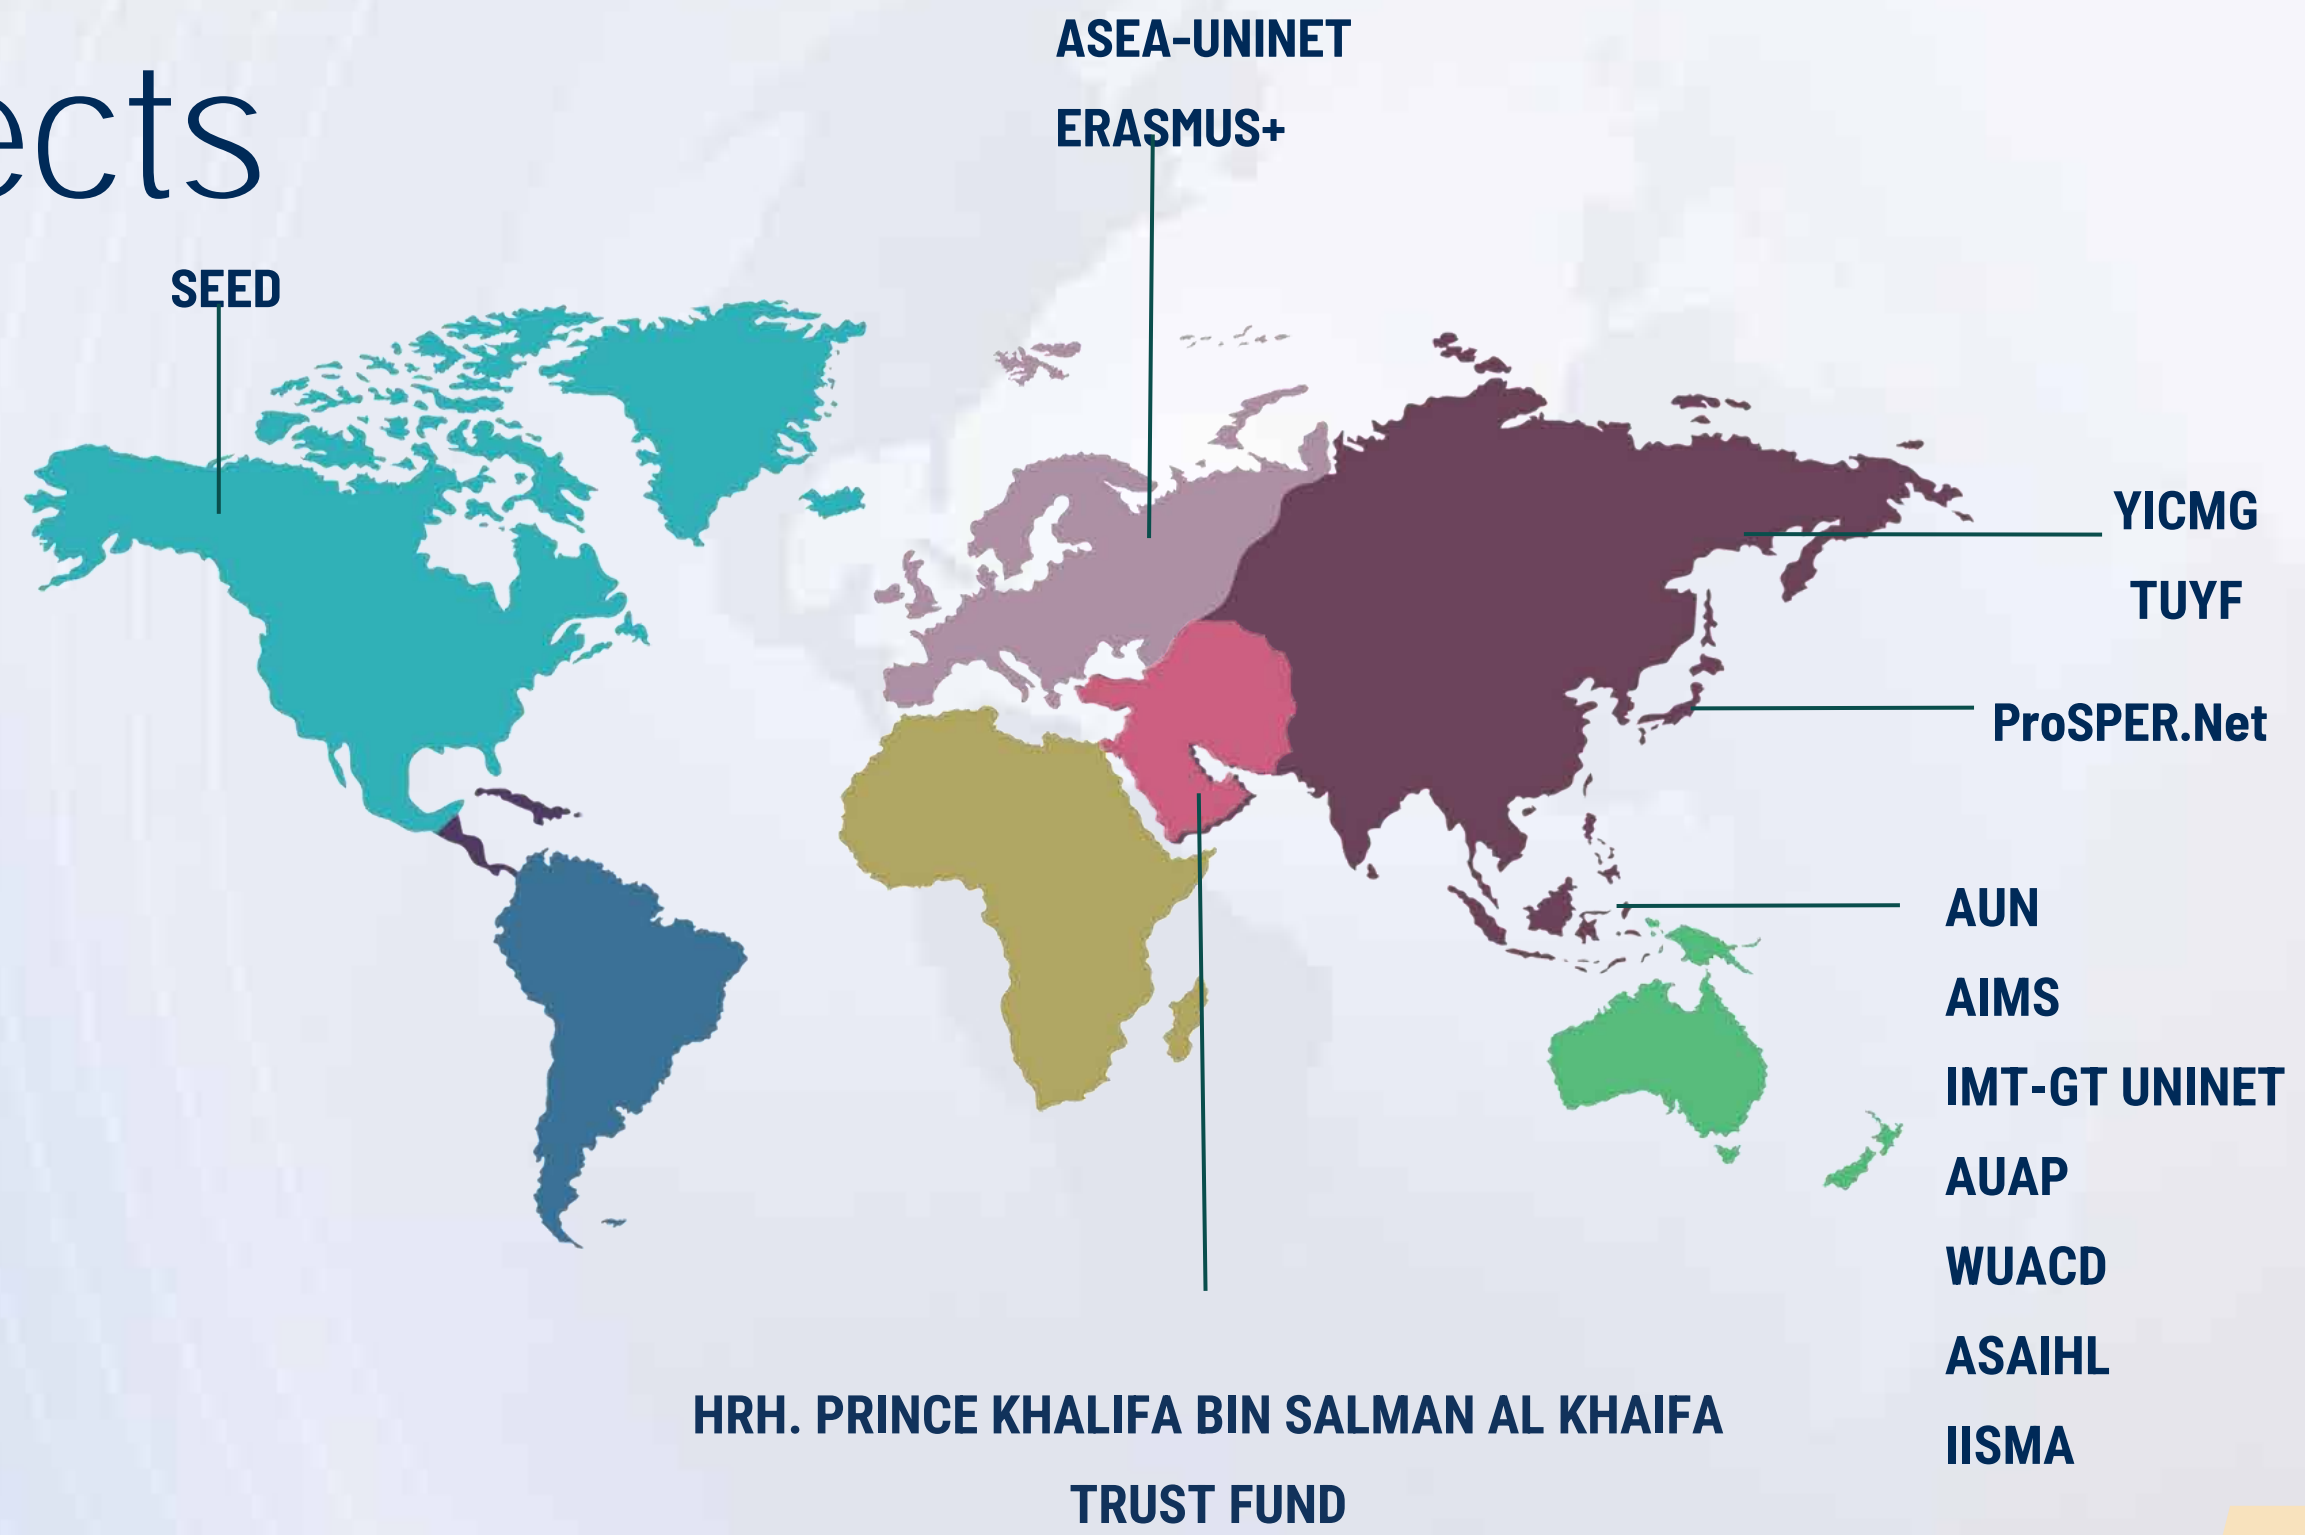 ects
ASEA-UNINET
ERASMUS+
SEED
YICMG
TUYF
ProSPER.Net
AUN
AIMS
IMT-GT UNINET
AUAP
WUACD
ASAIHL
IISMA
HRH. PRINCE KHALIFA BIN SALMAN AL KHAIFA
TRUST FUND